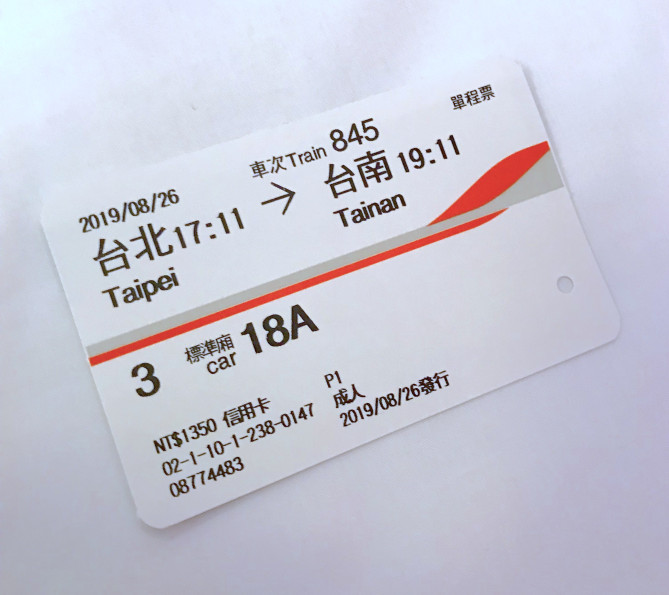 單程票
車次Train 845
2019/08/26
台北17:11 → 台南19:11
Taipei Tainan
3 標準廂 car 18A
NT$1350 信用卡 P1
02-1-10-1-238-0147 成人
08774483 2019/08/26發行